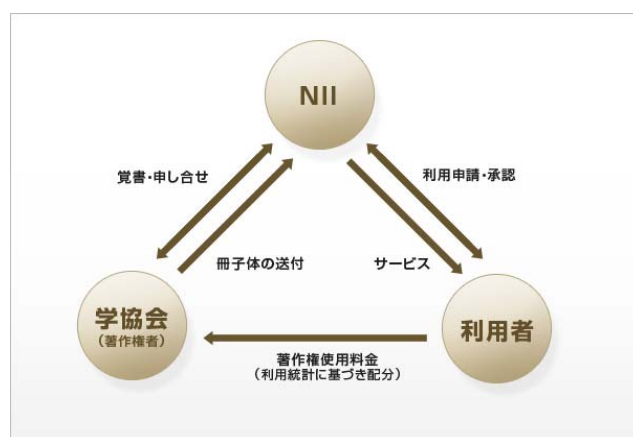 NII
覚書・申し合せ
利用申請・承認
冊子体の送付
サービス
学協会
（著作権者）
利用者
著作権使用料金
（利用統計に基づき配分）